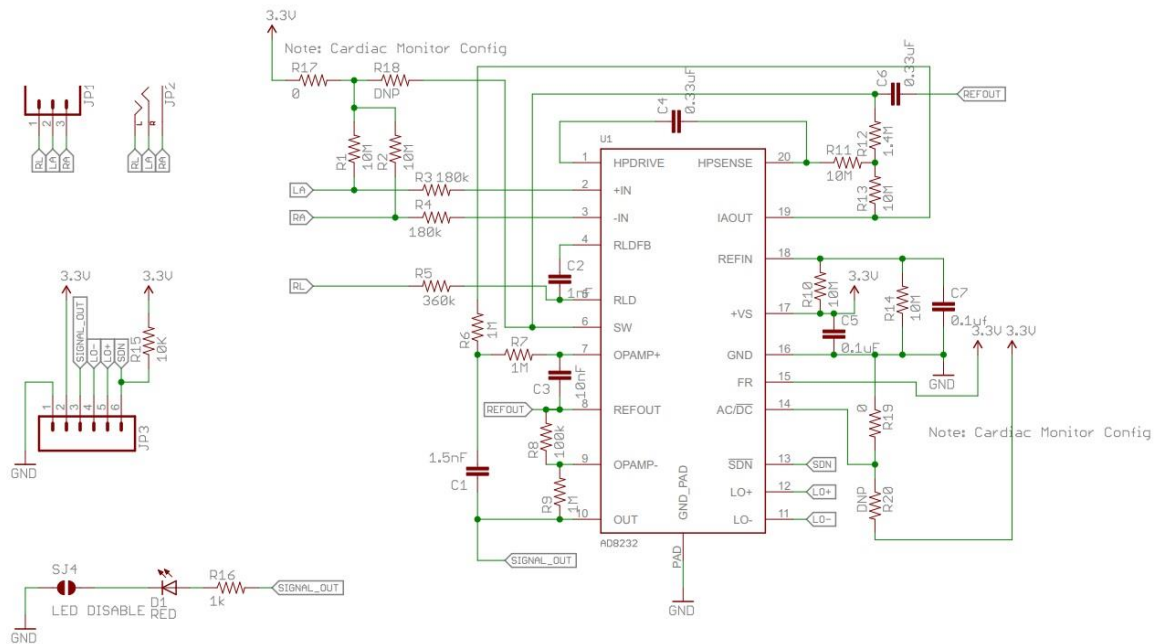 3.3V
Note: Cardiac Monitor Config
R17
0
R18
DNP
JP1
1
2
3
RL
LA
RA
JP2
L
R
RL
LA
RA
R1
10M
R2
10M
C4
0.33uF
C6
0.33uF
REFOUT
R12
1.4M
R11
10M
R13
10M
U1
1
HPDRIVE
HPSENSE
20
LA
R3 180k
2
+IN
RA
R4
180k
3
-IN
IAOUT
19
4
RLDFB
REFIN
18
C2
1nF
RL
R5
360k
5
RLD
R10
10M
3.3V
R14
10M
C7
0.1uf
+VS
17
C5
0.1uF
6
SW
R6
1M
R7
1M
7
OPAMP+
GND
16
3.3V
3.3V
GND
FR
15
C3
10nF
REFOUT
8
REFOUT
AC/DC
14
R19
0
Note: Cardiac Monitor Config
R8
100k
9
OPAMP-
SDN
13
SDN
1.5nF
C1
R9
1M
GND_PAD
LO+
12
LO+
DNP
R20
10
OUT
LO-
11
LO-
AD8232
SIGNAL_OUT
PAD
GND
3.3V
3.3V
SIGNAL_OUT
LO-
LO+
SDN
R15
10K
1
2
3
4
5
6
JP3
GND
SJ4
LED DISABLE
D1
RED
R16
1k
SIGNAL_OUT
GND